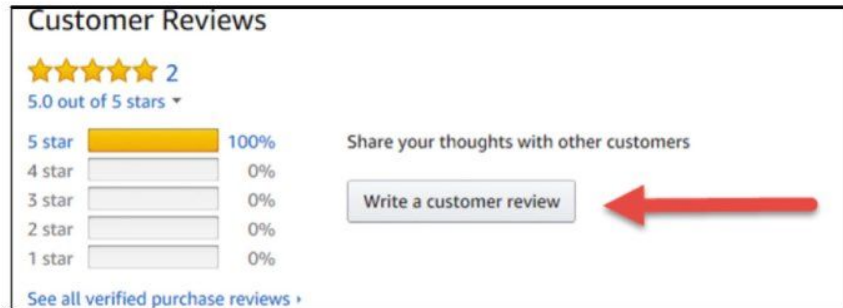 Customer Reviews
2
5.0 out of 5 stars
5 star 100%
Share your thoughts with other customers
4 star 0%
3 star 0%
Write a customer review
2 star 0%
1 star 0%
See all verified purchase reviews ›